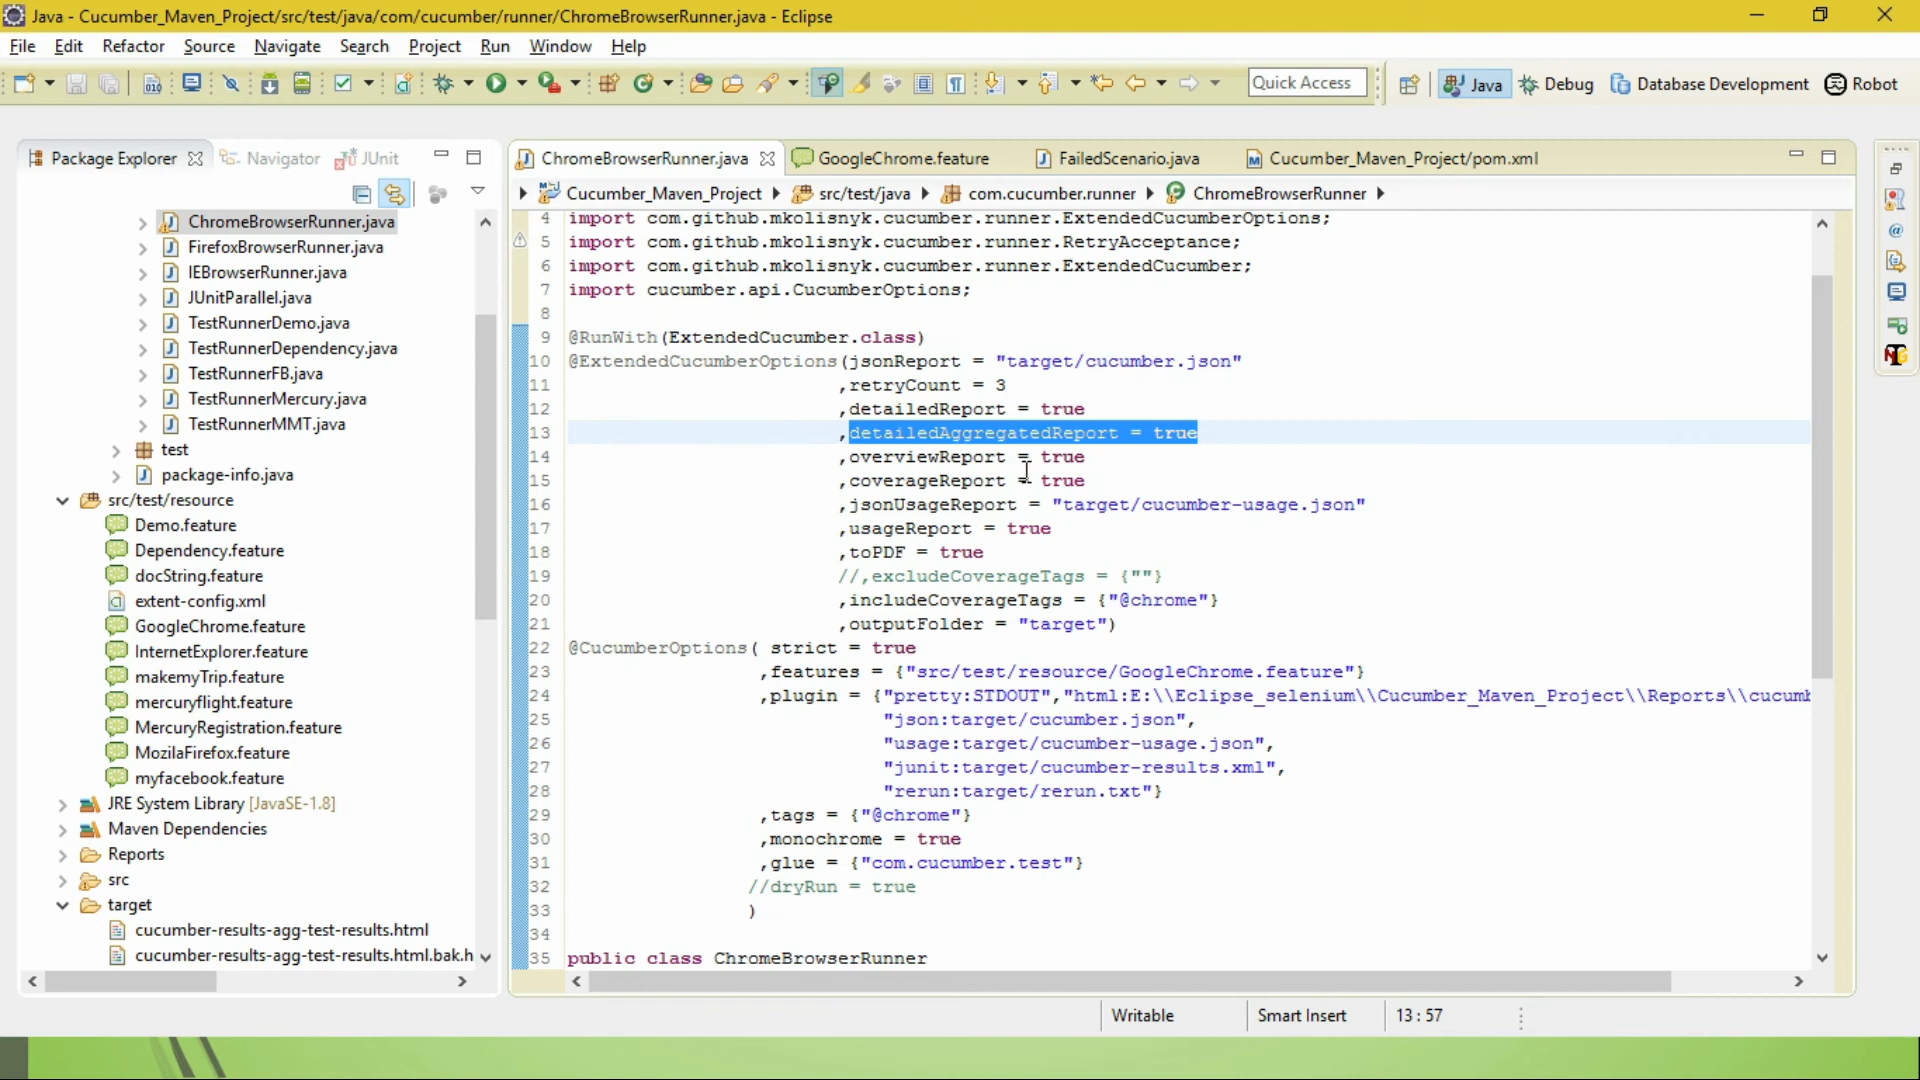 Java - Cucumber_Maven_Project/src/test/java/com/cucumber/runner/ChromeBrowserRunner.java - Eclipse
File Edit Refactor Source Navigate Search Project Run Window Help
Quick Access Java Debug Database Development Robot
Package Explorer Navigator JUnit
ChromeBrowserRunner.java GoogleChrome.feature FailedScenario.java Cucumber_Maven_Project/pom.xml
Cucumber_Maven_Project src/test/java com.cucumber.runner ChromeBrowserRunner
ChromeBrowserRunner.java
FirefoxBrowserRunner.java
IEBrowserRunner.java
JUnitParallel.java
TestRunnerDemo.java
TestRunnerDependency.java
TestRunnerFB.java
TestRunnerMercury.java
TestRunnerMMT.java
test
package-info.java
src/test/resource
Demo.feature
Dependency.feature
docString.feature
extent-config.xml
GoogleChrome.feature
InternetExplorer.feature
makemyTrip.feature
mercuryflight.feature
MercuryRegistration.feature
MozilaFirefox.feature
myfacebook.feature
JRE System Library [JavaSE-1.8]
Maven Dependencies
Reports
src
target
cucumber-results-agg-test-results.html
cucumber-results-agg-test-results.html.bak.h
4 import com.github.mkolisnyk.cucumber.runner.ExtendedCucumberOptions;
5 import com.github.mkolisnyk.cucumber.runner.RetryAcceptance;
6 import com.github.mkolisnyk.cucumber.runner.ExtendedCucumber;
7 import cucumber.api.CucumberOptions;
8
9 @RunWith(ExtendedCucumber.class)
10 @ExtendedCucumberOptions(jsonReport = "target/cucumber.json"
11 ,retryCount = 3
12 ,detailedReport = true
13 ,detailedAggregatedReport = true
14 ,overviewReport = true
15 ,coverageReport = true
16 ,jsonUsageReport = "target/cucumber-usage.json"
17 ,usageReport = true
18 ,toPDF = true
19 //,excludeCoverageTags = {""}
20 ,includeCoverageTags = {"@chrome"}
21 ,outputFolder = "target")
22 @CucumberOptions( strict = true
23 ,features = {"src/test/resource/GoogleChrome.feature"}
24 ,plugin = {"pretty:STDOUT","html:E:\\Eclipse_selenium\\Cucumber_Maven_Project\\Reports\\cucumb
25 "json:target/cucumber.json",
26 "usage:target/cucumber-usage.json",
27 "junit:target/cucumber-results.xml",
28 "rerun:target/rerun.txt"}
29 ,tags = {"@chrome"}
30 ,monochrome = true
31 ,glue = {"com.cucumber.test"}
32 //dryRun = true
33 )
34
35 public class ChromeBrowserRunner
Writable Smart Insert 13 : 57